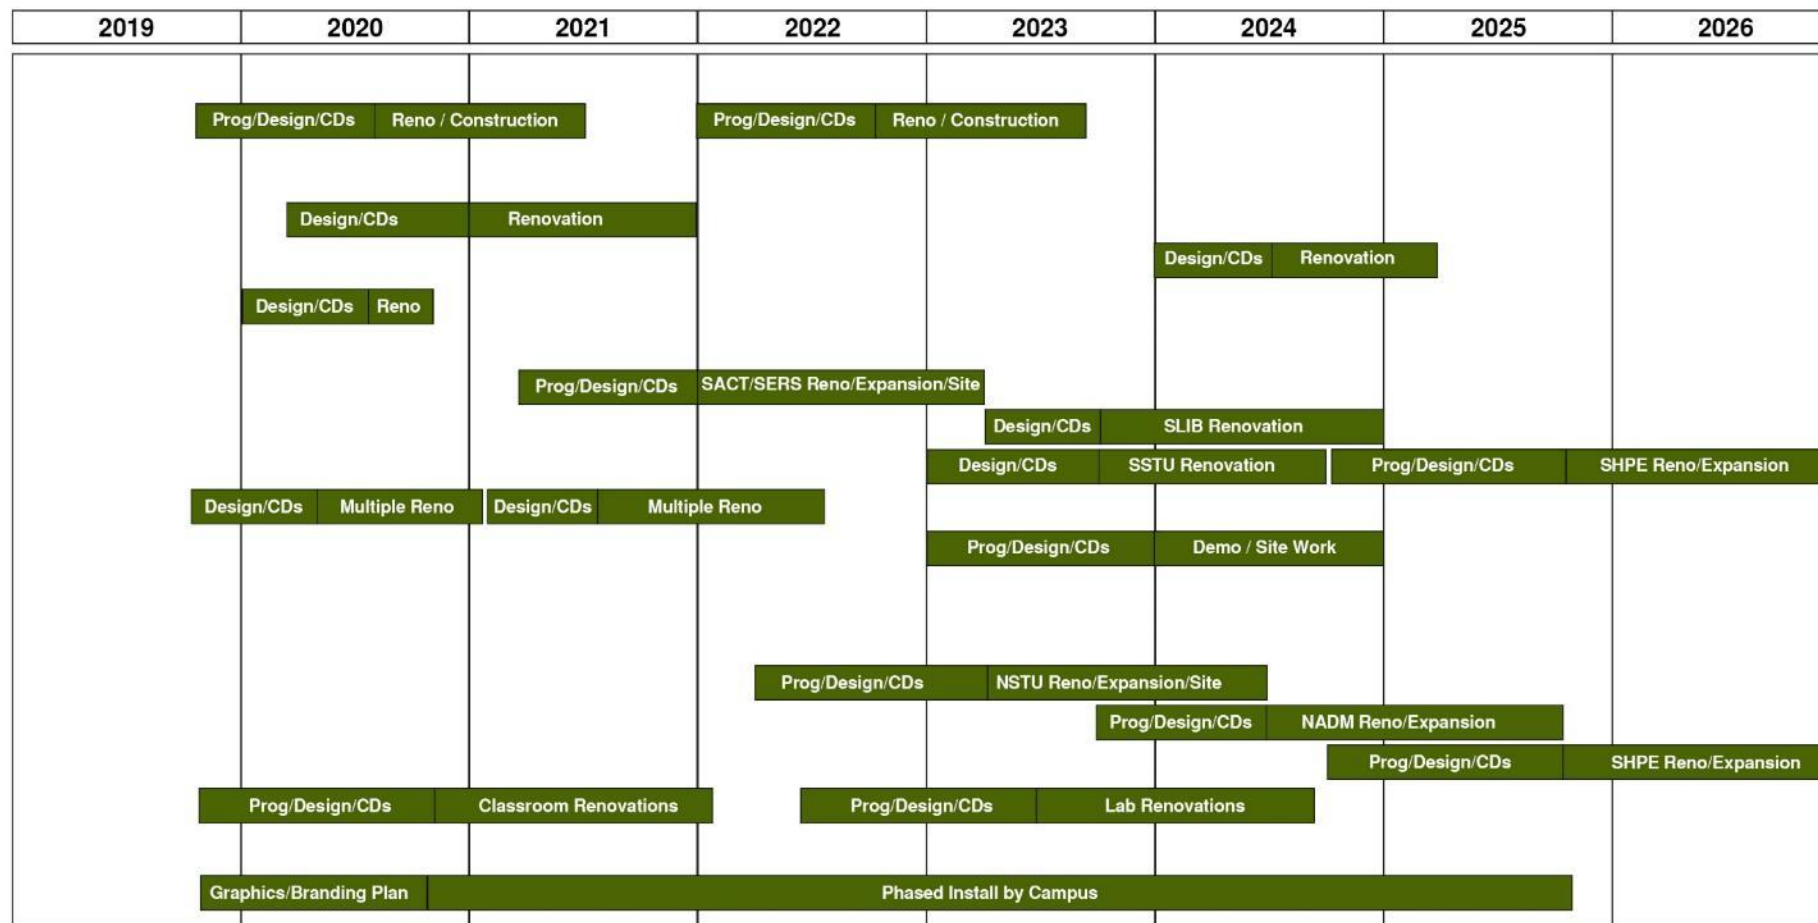 2019 2020 2021 2022 2023 2024 2025 2026
Prog/Design/CDs Reno / Construction Prog/Design/CDs Reno / Construction
Design/CDs Renovation
Design/CDs Renovation
Design/CDs Reno
Prog/Design/CDs SACT/SERS Reno/Expansion/Site
Design/CDs SLIB Renovation
Design/CDs SSTU Renovation Prog/Design/CDs SHPE Reno/Expansion
Design/CDs Multiple Reno Design/CDs Multiple Reno
Prog/Design/CDs Demo / Site Work
Prog/Design/CDs NSTU Reno/Expansion/Site
Prog/Design/CDs NADM Reno/Expansion
Prog/Design/CDs SHPE Reno/Expansion
Prog/Design/CDs Classroom Renovations Prog/Design/CDs Lab Renovations
Graphics/Branding Plan Phased Install by Campus